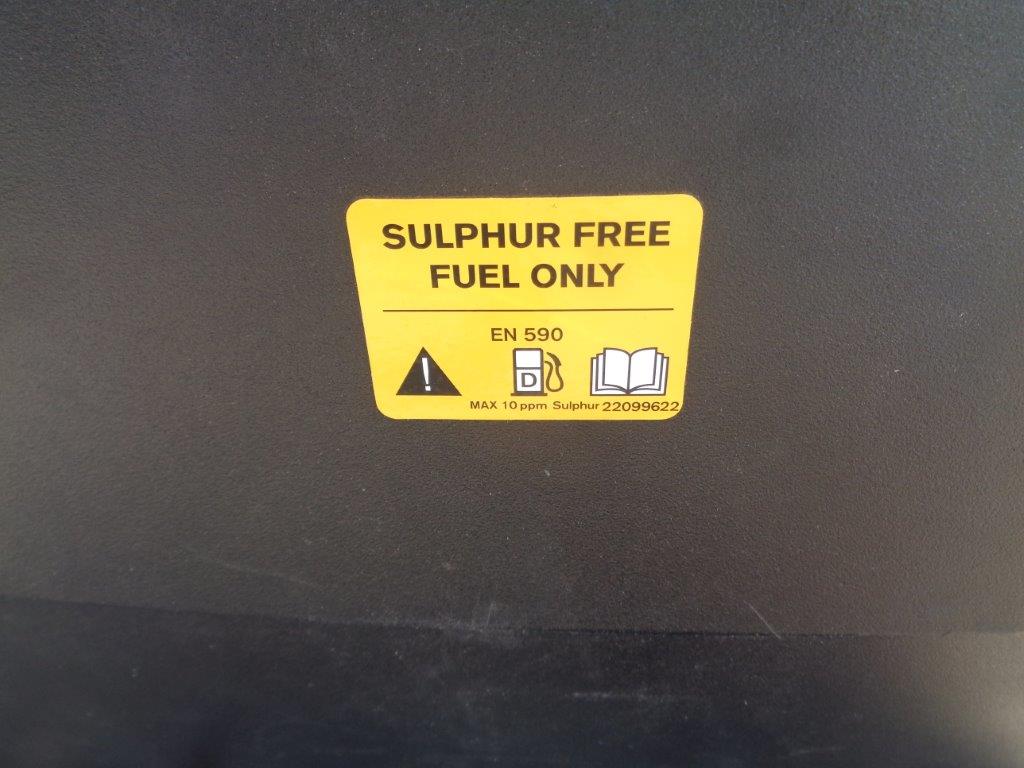 SULPHUR FREE
FUEL ONLY
EN 590
D
MAX 10 ppm Sulphur 22099622